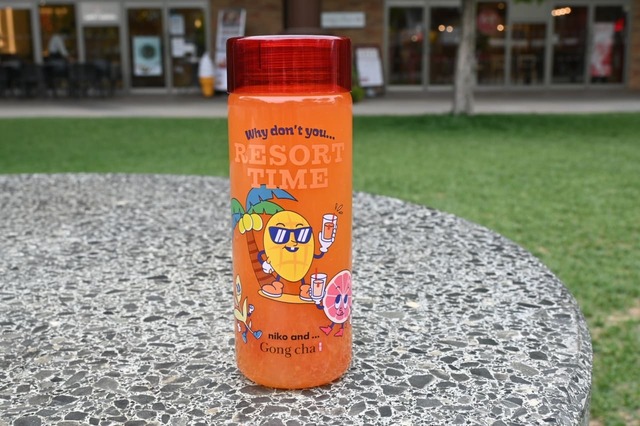 Why don't you...
RESORT
TIME
niko and ...
Gong cha